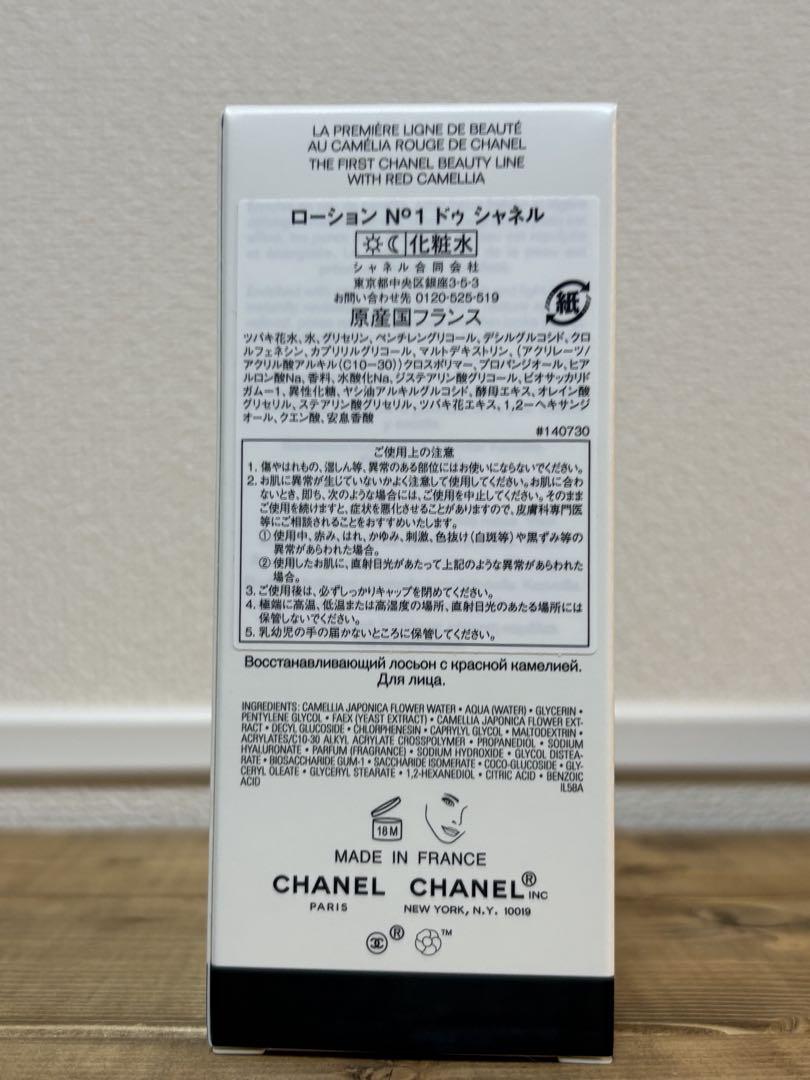 LA PREMIÈRE LIGNE DE BEAUTÉ
AU CAMÉLIA ROUGE DE CHANEL
THE FIRST CHANEL BEAUTY LINE
WITH RED CAMELLIA
ローション Nº1 ドゥ シャネル
化粧水
シャネル合同会社
東京都中央区銀座3-5-3
お問い合わせ先 0120-525-519
紙
原産国フランス
ツバキ花水、水、グリセリン、ペンチレングリコール、デシルグルコシド、クロ
ルフェネシン、カプリリルグリコール、マルトデキストリン、(アクリレーツ/
アクリル酸アルキル(C10-30))クロスポリマー、プロパンジオール、ヒア
ルロン酸Na、香料、水酸化Na、ジステアリン酸グリコール、ビオサッカリド
ガム-1、異性化糖、ヤシ油アルキルグルコシド、酵母エキス、オレイン酸
グリセリル、ステアリン酸グリセリル、ツバキ花エキス、1,2-ヘキサンジ
オール、クエン酸、安息香酸
#140730
ご使用上の注意
1. 傷やはれもの、湿しん等、異常のある部位にはお使いにならないでください。
2. お肌に異常が生じていないかよく注意して使用してください。お肌に合わ
ないとき、即ち、次のような場合には、ご使用を中止してください。そのまま
ご使用を続けますと、症状を悪化させることがありますので、皮膚科専門医
等にご相談されることをおすすめいたします。
① 使用中、赤み、はれ、かゆみ、刺激、色抜け(白斑等)や黒ずみ等の
異常があらわれた場合。
② 使用したお肌に、直射日光があたって上記のような異常があらわれた
場合。
3. ご使用後は、必ずしっかりキャップを閉めてください。
4. 極端に高温、低温または高湿度の場所、直射日光のあたる場所には
保管しないでください。
5. 乳幼児の手の届かないところに保管してください。
Восстанавливающий лосьон с красной камелией.
Для лица.
INGREDIENTS: CAMELLIA JAPONICA FLOWER WATER • AQUA (WATER) • GLYCERIN •
PENTYLENE GLYCOL • FAEX (YEAST EXTRACT) • CAMELLIA JAPONICA FLOWER EXT-
RACT • DECYL GLUCOSIDE • CHLORPHENESIN • CAPRYLYL GLYCOL • MALTODEXTRIN •
ACRYLATES/C10-30 ALKYL ACRYLATE CROSSPOLYMER • PROPANEDIOL • SODIUM
HYALURONATE • PARFUM (FRAGRANCE) • SODIUM HYDROXIDE • GLYCOL DISTEA-
RATE • BIOSACCHARIDE GUM-1 • SACCHARIDE ISOMERATE • COCO-GLUCOSIDE • GLY-
CERYL OLEATE • GLYCERYL STEARATE • 1,2-HEXANEDIOL • CITRIC ACID • BENZOIC
ACID
IL58A
18 M
MADE IN FRANCE
CHANEL CHANEL® INC
PARIS NEW YORK, N.Y. 10019
® ™